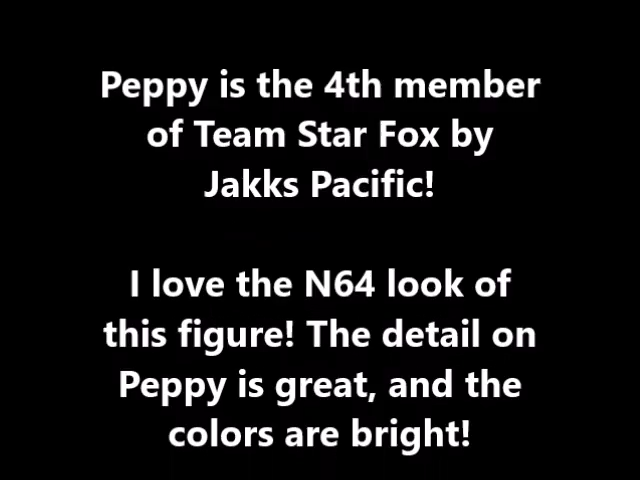 Peppy is the 4th member
of Team Star Fox by
Jakks Pacific!
I love the N64 look of
this figure! The detail on
Peppy is great, and the
colors are bright!